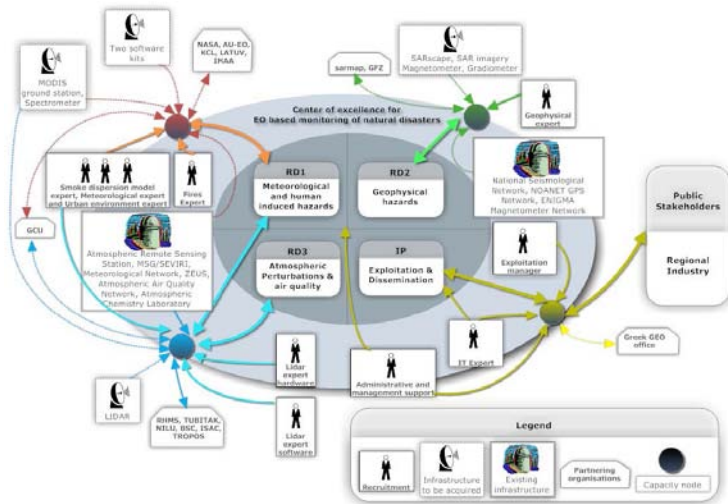 Two software
kits
NASA, AU-EO,
KCL, LATUV,
IMAA
MODIS
ground station,
Spectrometer
sarmap, GFZ
SARscape, SAR imagery
Magnetometer, Gradiometer
Geophysical
expert
Center of excellence for
EO based monitoring of natural disasters
Smoke dispersion model
expert, Meteorological expert
and Urban environment expert
Fires
Expert
RD1
Meteorological
and human
induced hazards
RD2
Geophysical
hazards
National Seismological
Network, NOANET GPS
Network, ENIGMA
Magnetometer Network
Public
Stakeholders
Regional
Industry
GCU
Atmospheric Remote Sensing
Station, MSG/SEVIRI,
Meteorological Network, ZEUS,
Atmospheric Air Quality
Network, Atmospheric
Chemistry Laboratory
RD3
Atmospheric
Perturbations &
air quality
IP
Exploitation &
Dissemination
Exploitation
manager
Greek GEO
office
IT Expert
Lidar
expert
hardware
Administrative and
management support
LIDAR
RHMS, TUBITAK,
NILU, BSC, ISAC,
TROPOS
Lidar
expert
software
Legend
Recruitment
Infrastructure
to be acquired
Existing
infrastructure
Partnering
organisations
Capacity node